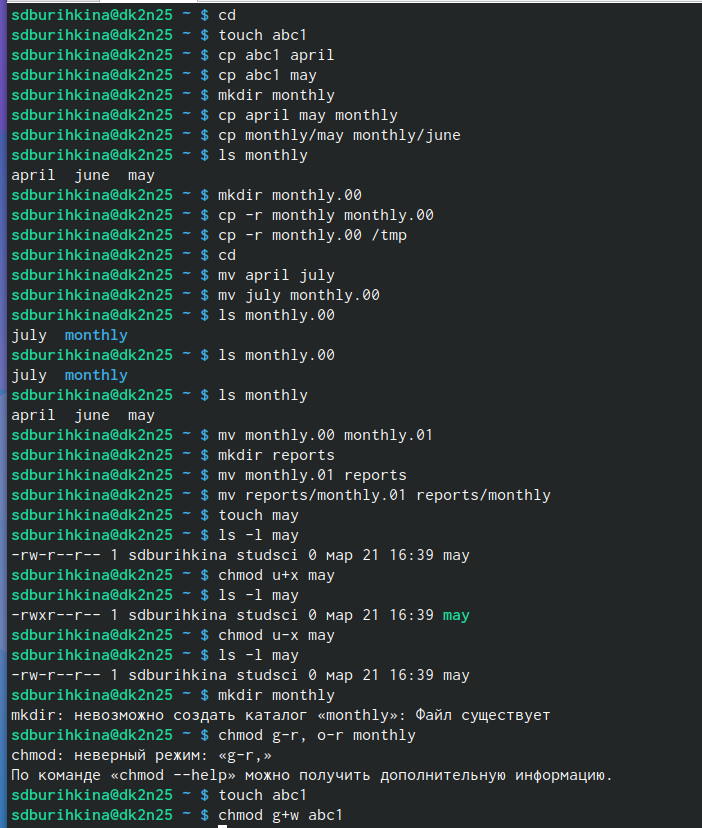 sdburihkina@dk2n25 ~ $ cd
sdburihkina@dk2n25 ~ $ touch abc1
sdburihkina@dk2n25 ~ $ cp abc1 april
sdburihkina@dk2n25 ~ $ cp abc1 may
sdburihkina@dk2n25 ~ $ mkdir monthly
sdburihkina@dk2n25 ~ $ cp april may monthly
sdburihkina@dk2n25 ~ $ cp monthly/may monthly/june
sdburihkina@dk2n25 ~ $ ls monthly
april  june  may
sdburihkina@dk2n25 ~ $ mkdir monthly.00
sdburihkina@dk2n25 ~ $ cp -r monthly monthly.00
sdburihkina@dk2n25 ~ $ cp -r monthly.00 /tmp
sdburihkina@dk2n25 ~ $ cd
sdburihkina@dk2n25 ~ $ mv april july
sdburihkina@dk2n25 ~ $ mv july monthly.00
sdburihkina@dk2n25 ~ $ ls monthly.00
july  monthly
sdburihkina@dk2n25 ~ $ ls monthly.00
july  monthly
sdburihkina@dk2n25 ~ $ ls monthly
april  june  may
sdburihkina@dk2n25 ~ $ mv monthly.00 monthly.01
sdburihkina@dk2n25 ~ $ mkdir reports
sdburihkina@dk2n25 ~ $ mv monthly.01 reports
sdburihkina@dk2n25 ~ $ mv reports/monthly.01 reports/monthly
sdburihkina@dk2n25 ~ $ touch may
sdburihkina@dk2n25 ~ $ ls -l may
-rw-r--r-- 1 sdburihkina studsci 0 мар 21 16:39 may
sdburihkina@dk2n25 ~ $ chmod u+x may
sdburihkina@dk2n25 ~ $ ls -l may
-rwxr--r-- 1 sdburihkina studsci 0 мар 21 16:39 may
sdburihkina@dk2n25 ~ $ chmod u-x may
sdburihkina@dk2n25 ~ $ ls -l may
-rw-r--r-- 1 sdburihkina studsci 0 мар 21 16:39 may
sdburihkina@dk2n25 ~ $ mkdir monthly
mkdir: невозможно создать каталог «monthly»: Файл существует
sdburihkina@dk2n25 ~ $ chmod g-r, o-r monthly
chmod: неверный режим: «g-r,»
По команде «chmod --help» можно получить дополнительную информацию.
sdburihkina@dk2n25 ~ $ touch abc1
sdburihkina@dk2n25 ~ $ chmod g+w abc1